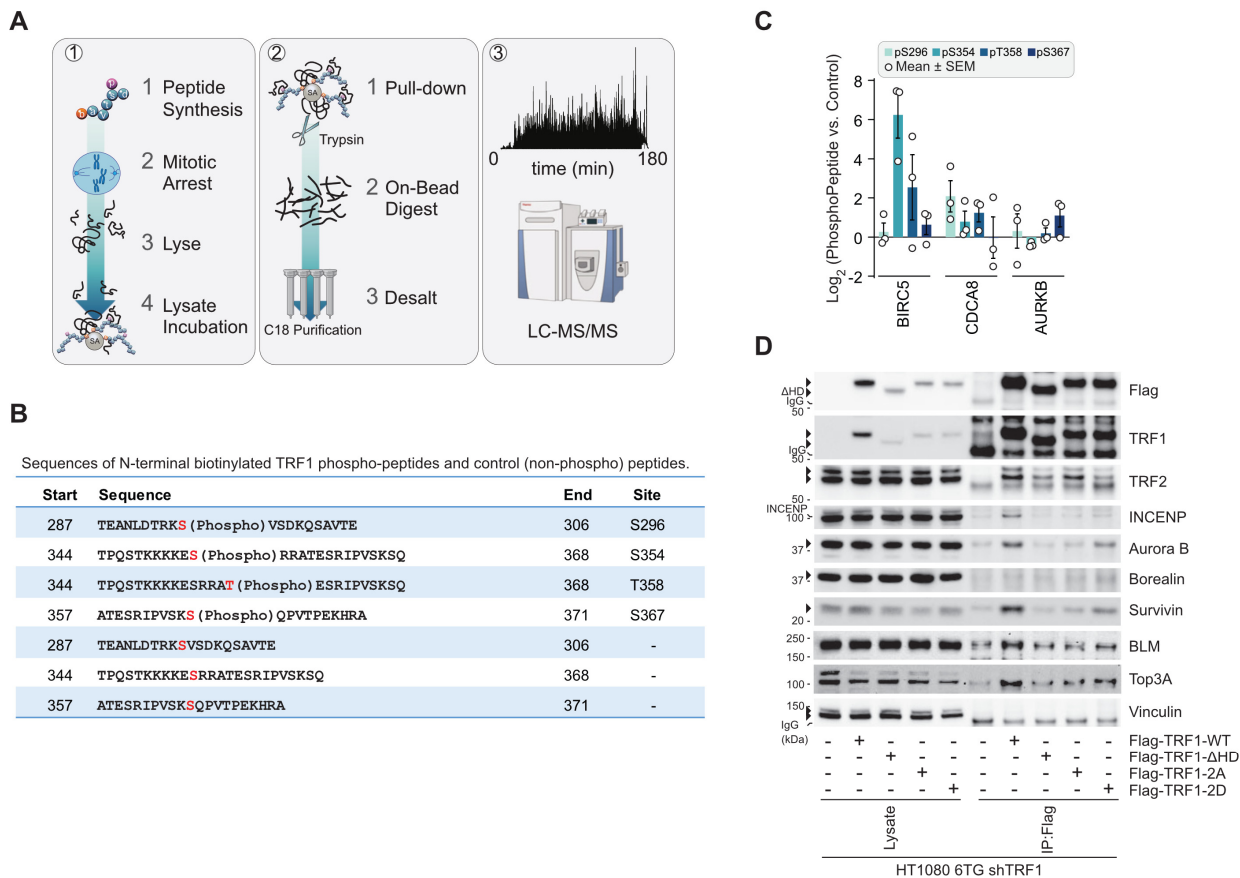 A
1
1 Peptide
Synthesis
2 Mitotic
Arrest
3 Lyse
4 Lysate
Incubation
SA
2
SA
1 Pull-down
Trypsin
2 On-Bead
Digest
3 Desalt
C18 Purification
3
0
180
time (min)
LC-MS/MS
B
Sequences of N-terminal biotinylated TRF1 phospho-peptides and control (non-phospho) peptides.
Start Sequence End Site
287 TEANLDTRKS(Phospho)VSDKQSAVTE 306 S296
344 TPQSTKKKKES(Phospho)RRATESRIPVSKSQ 368 S354
344 TPQSTKKKKESRRAT(Phospho)ESRIPVSKSQ 368 T358
357 ATESRIPVSKS(Phospho)QPVTPEKHRA 371 S367
287 TEANLDTRKSVSDKQSAVTE 306 -
344 TPQSTKKKKESRRATESRIPVSKSQ 368 -
357 ATESRIPVSKSQPVTPEKHRA 371 -
C
pS296 pS354 pT358 pS367
Mean ± SEM
Log2 (PhosphoPeptide vs. Control)
8
6
4
2
0
-2
BIRC5
CDCA8
AURKB
D
ΔHD
IgG
50
Flag
IgG
50
TRF1
50
TRF2
INCENP
100
INCENP
37
Aurora B
37
Borealin
20
Survivin
250
150
BLM
100
Top3A
150
IgG
Vinculin
(kDa)
- + - - - - + - - - Flag-TRF1-WT
- - + - - - - + - - Flag-TRF1-ΔHD
- - - + - - - - + - Flag-TRF1-2A
- - - - + - - - - + Flag-TRF1-2D
Lysate
IP:Flag
HT1080 6TG shTRF1